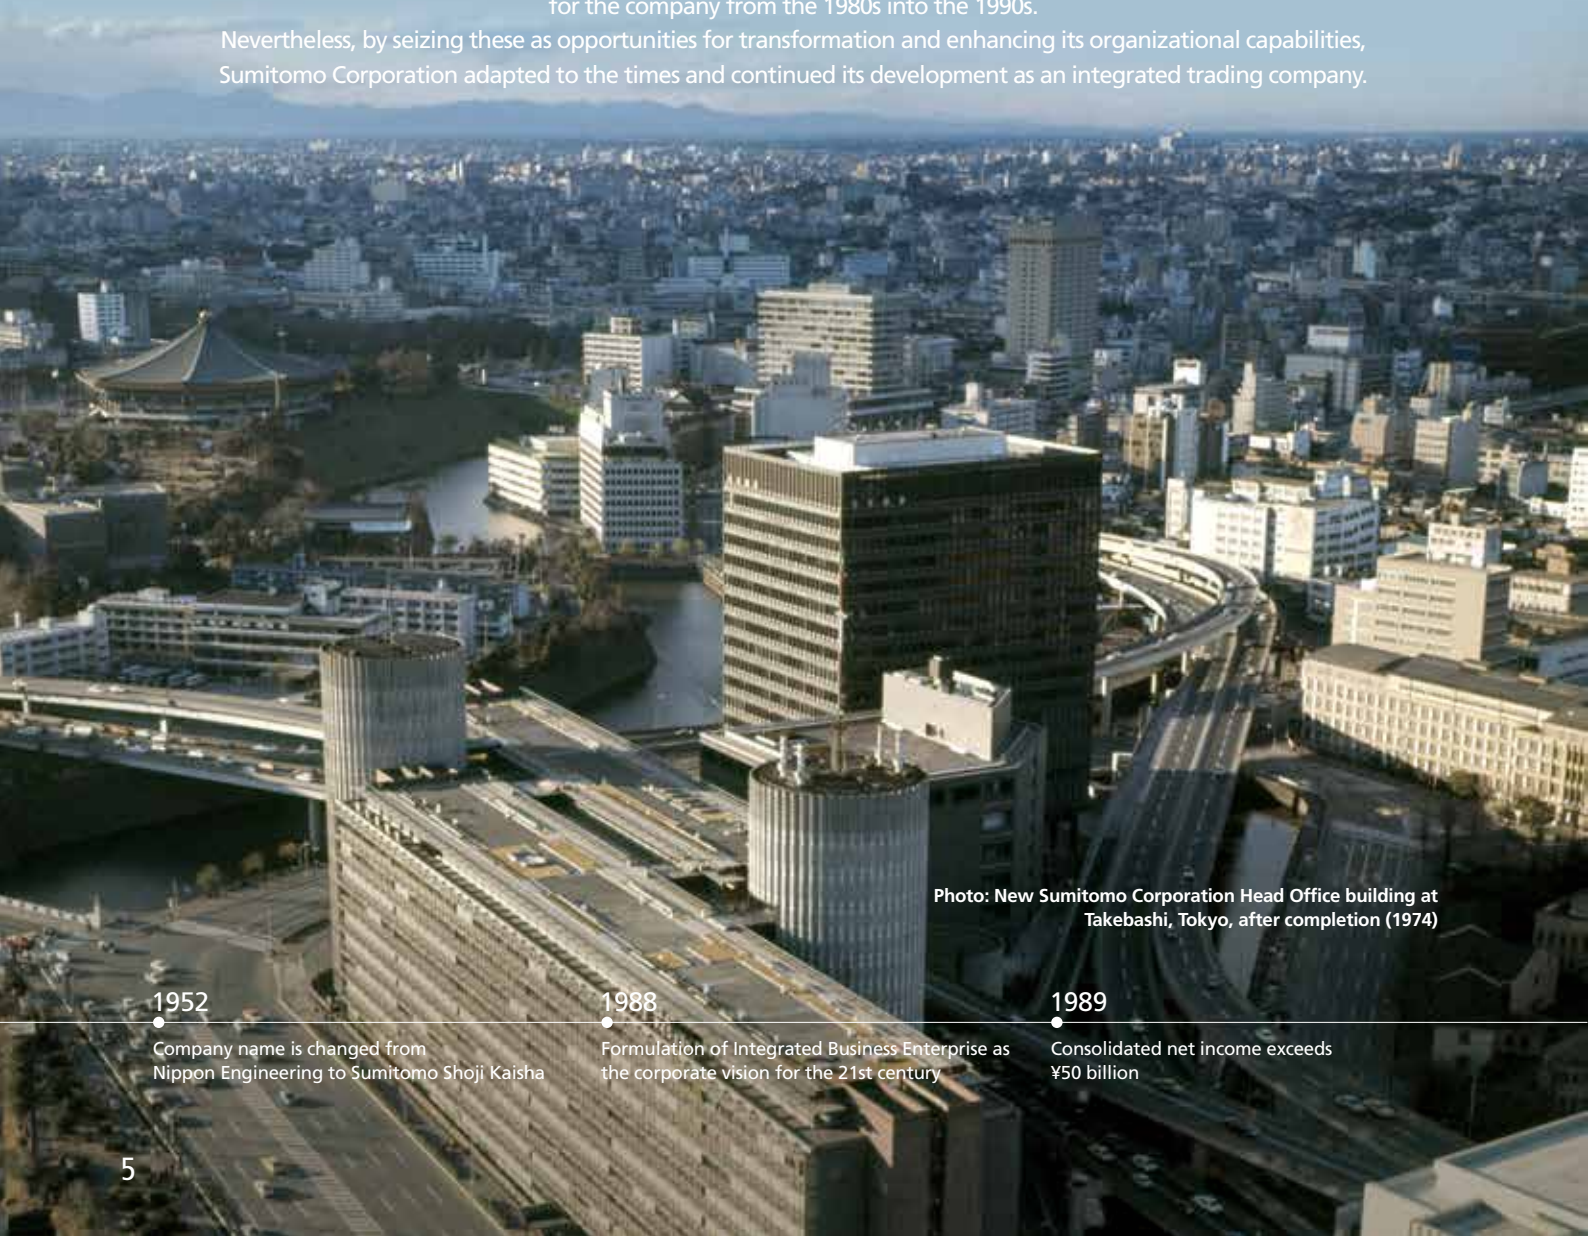 for the company from the 1980s into the 1990s.
Nevertheless, by seizing these as opportunities for transformation and enhancing its organizational capabilities,
Sumitomo Corporation adapted to the times and continued its development as an integrated trading company.
Photo: New Sumitomo Corporation Head Office building at
Takebashi, Tokyo, after completion (1974)
1952
Company name is changed from
Nippon Engineering to Sumitomo Shoji Kaisha
1988
Formulation of Integrated Business Enterprise as
the corporate vision for the 21st century
1989
Consolidated net income exceeds
¥50 billion
5